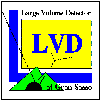 Large Volume Detector
LVD
at Gran Sasso